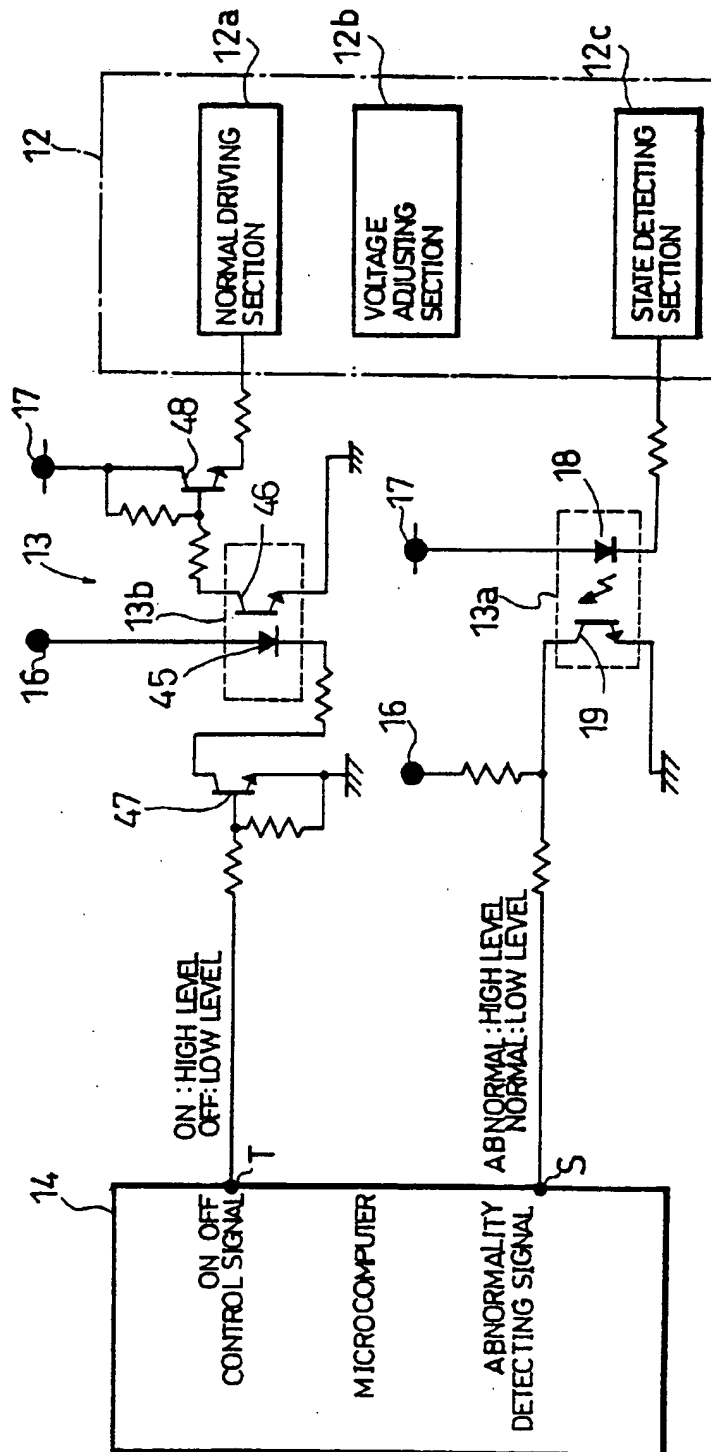 14
ON OFF
CONTROL SIGNAL
T
MICROCOMPUTER
ABNORMALITY
DETECTING SIGNAL
S
ON : HIGH LEVEL
OFF: LOW LEVEL
ABNORMAL : HIGH LEVEL
NORMAL : LOW LEVEL
47
16
45
13b
46
13
17
48
16
19
13a
18
17
12
NORMAL DRIVING
SECTION
12a
VOLTAGE
ADJUSTING
SECTION
12b
STATE DETECTING
SECTION
12c